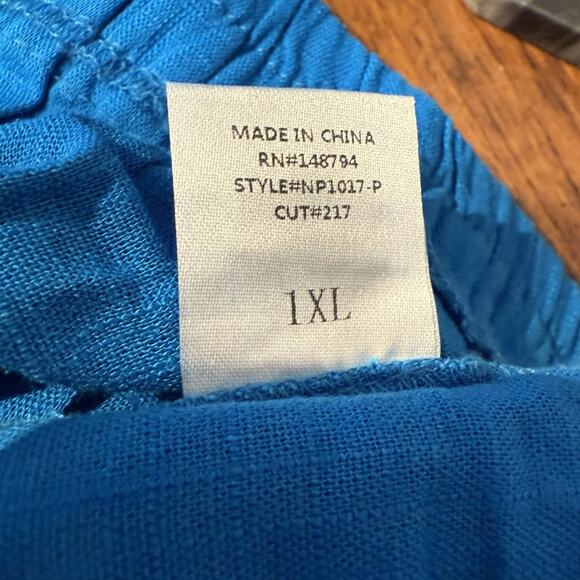 MADE IN CHINA
RN#148794
STYLE#NP1017-P
CUT#217
1XL